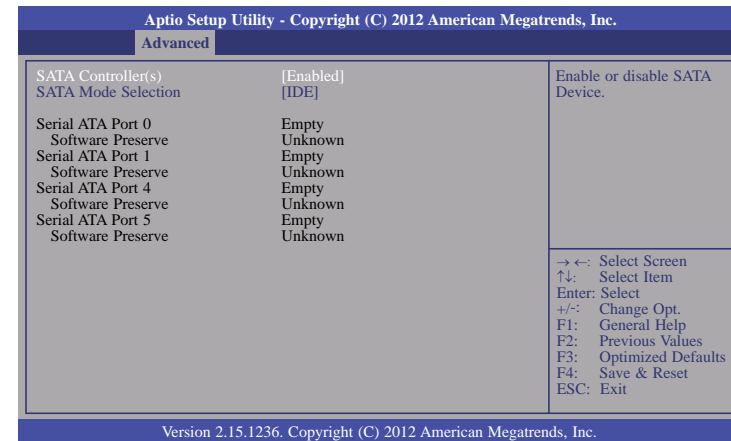 Aptio Setup Utility - Copyright (C) 2012 American Megatrends, Inc.
Advanced
SATA Controller(s) [Enabled]
SATA Mode Selection [IDE]
Serial ATA Port 0 Empty
Software Preserve Unknown
Serial ATA Port 1 Empty
Software Preserve Unknown
Serial ATA Port 4 Empty
Software Preserve Unknown
Serial ATA Port 5 Empty
Software Preserve Unknown
Enable or disable SATA
Device.
→←: Select Screen
↑↓: Select Item
Enter: Select
+/-: Change Opt.
F1: General Help
F2: Previous Values
F3: Optimized Defaults
F4: Save & Reset
ESC: Exit
Version 2.15.1236. Copyright (C) 2012 American Megatrends, Inc.